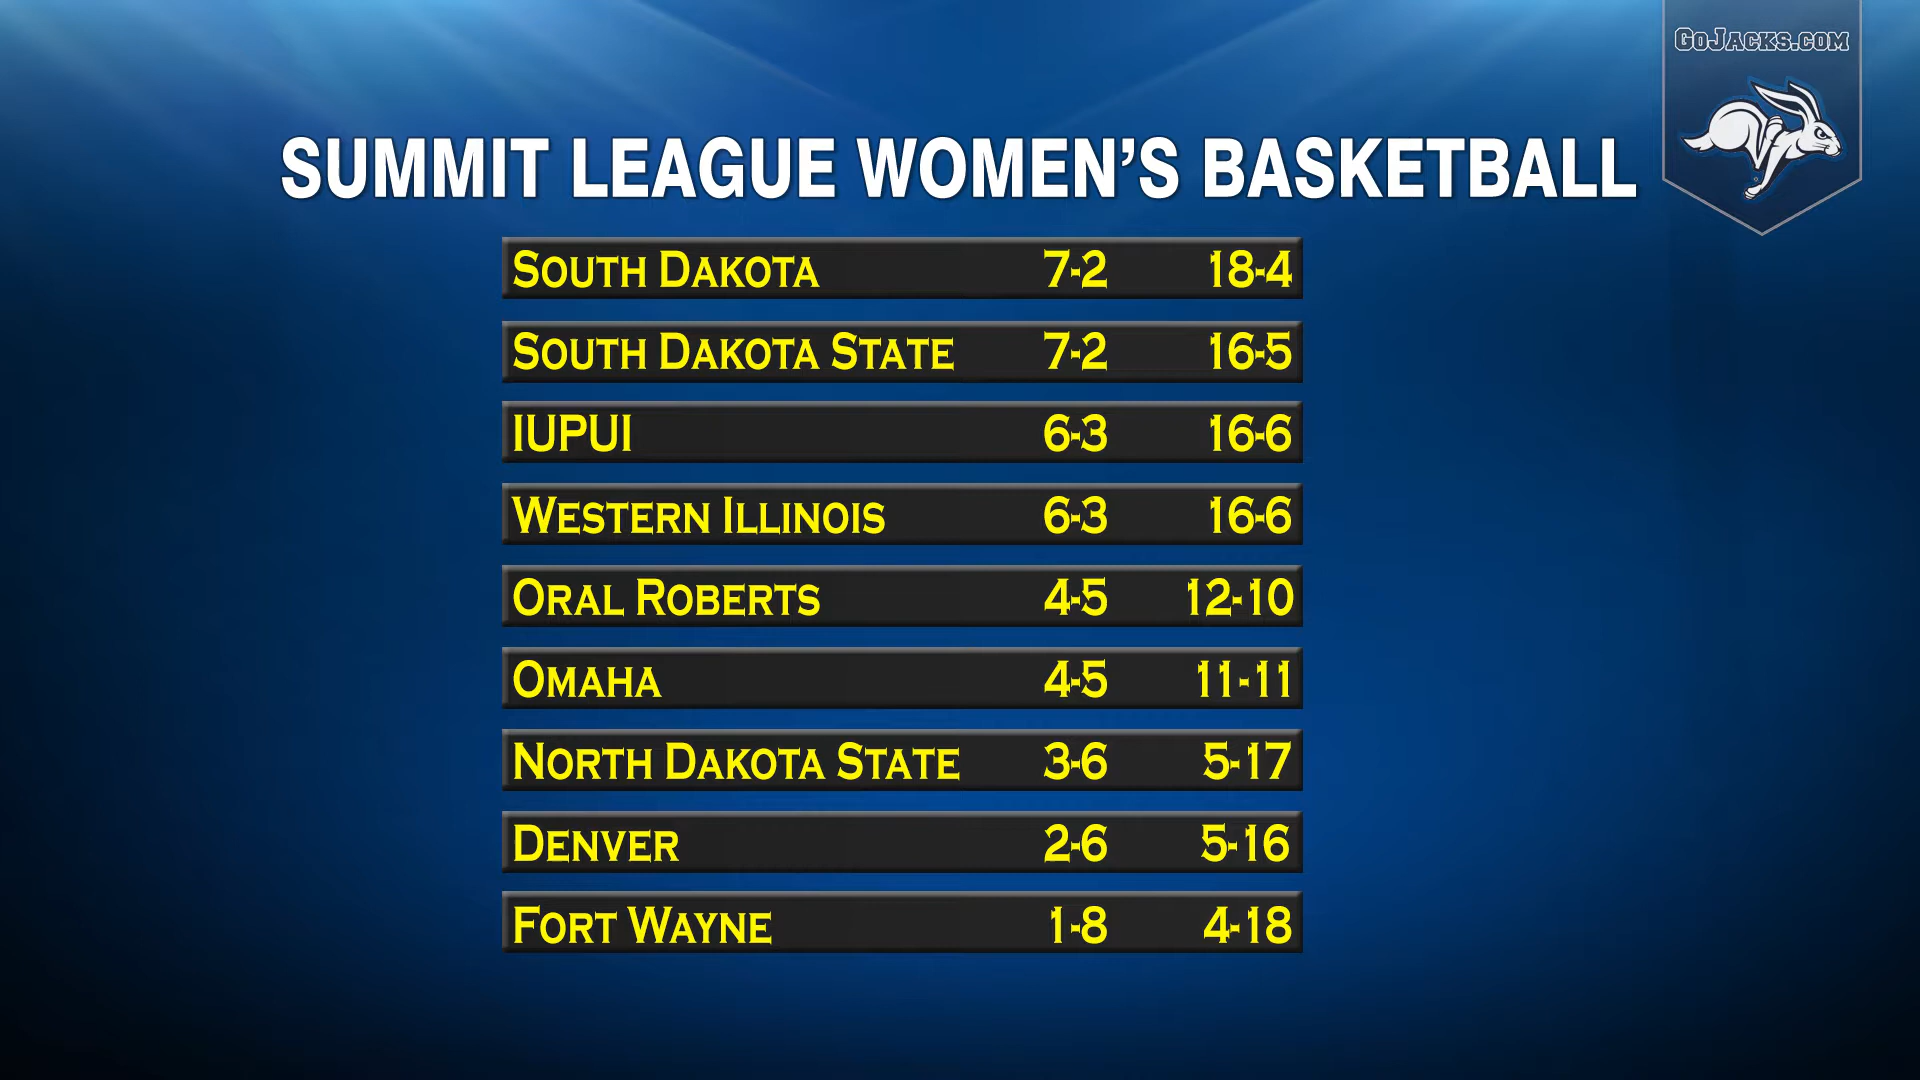 GoJacks.com
SUMMIT LEAGUE WOMEN'S BASKETBALL
South Dakota 7-2 18-4
South Dakota State 7-2 16-5
IUPUI 6-3 16-6
Western Illinois 6-3 16-6
Oral Roberts 4-5 12-10
Omaha 4-5 11-11
North Dakota State 3-6 5-17
Denver 2-6 5-16
Fort Wayne 1-8 4-18